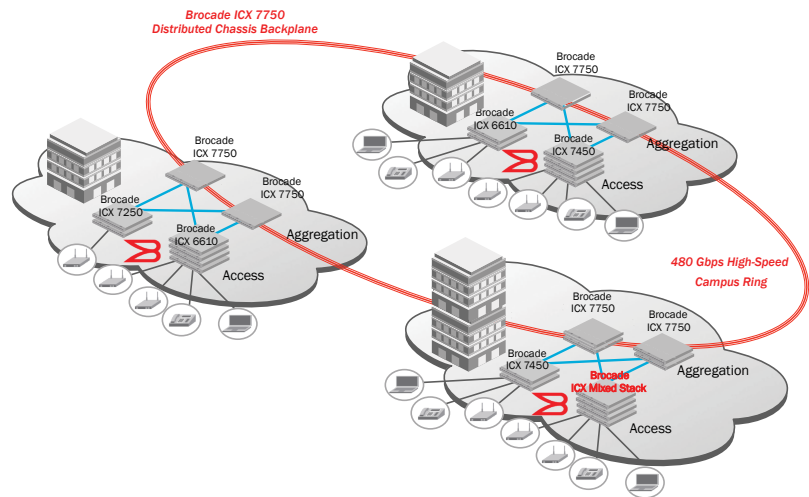 Brocade ICX 7750
Distributed Chassis Backplane
Brocade
ICX 7750
Brocade
ICX 7750
Brocade
ICX 6610
Brocade
ICX 7450
Aggregation
Access
Brocade
ICX 7750
Brocade
ICX 7750
Brocade
ICX 7250
Brocade
ICX 6610
Aggregation
Access
480 Gbps High-Speed
Campus Ring
Brocade
ICX 7750
Brocade
ICX 7750
Brocade
ICX 7450
Brocade
ICX Mixed Stack
Aggregation
Access